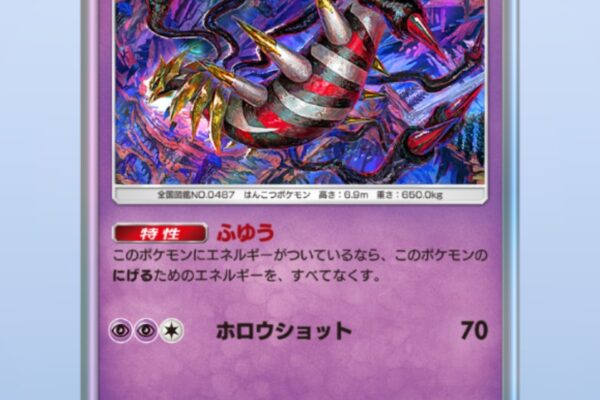 全国図鑑NO.0487 はんこつポケモン 高さ：6.9m 重さ：650.0kg
特性 ふゆう
このポケモンにエネルギーがついているなら、このポケモンの
にげるためのエネルギーを、すべてなくす。
ホロウショット 70